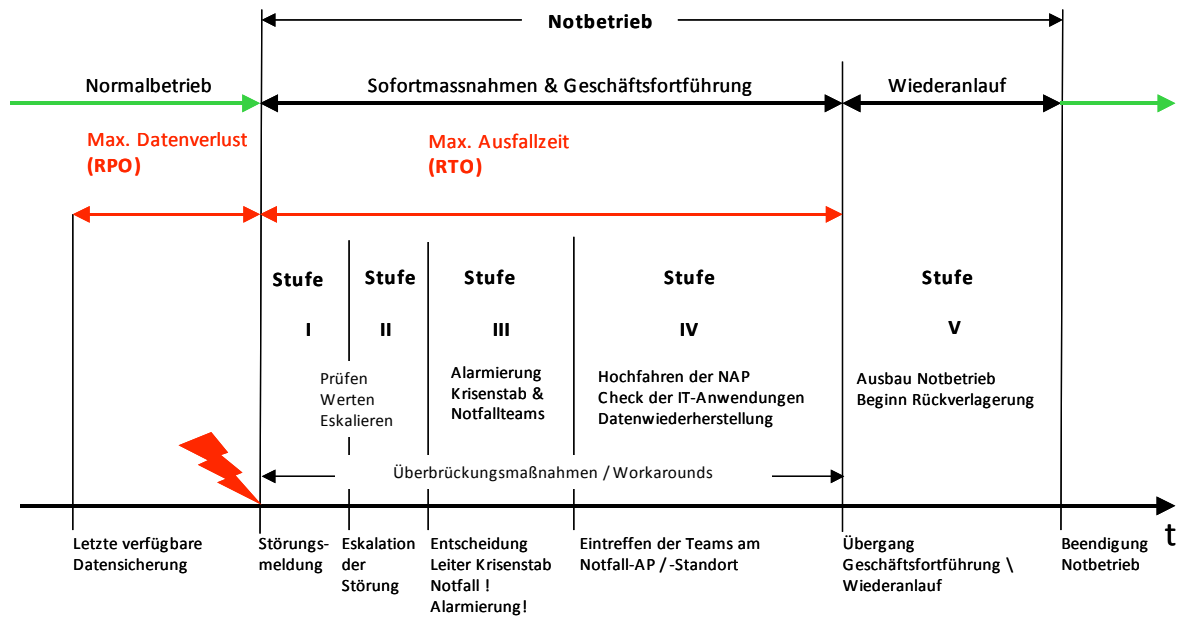 Notbetrieb
Normalbetrieb
Sofortmassnahmen & Geschäftsfortführung
Wiederanlauf
Max. Datenverlust
(RPO)
Max. Ausfallzeit
(RTO)
Stufe
I
Stufe
II
Stufe
III
Stufe
IV
Stufe
V
Prüfen
Werten
Eskalieren
Alarmierung
Krisenstab &
Notfallteams
Hochfahren der NAP
Check der IT-Anwendungen
Datenwiederherstellung
Ausbau Notbetrieb
Beginn Rückverlagerung
Überbrückungsmaßnahmen / Workarounds
t
Letzte verfügbare
Datensicherung
Störungs-
meldung
Eskalation
der
Störung
Entscheidung
Leiter Krisenstab
Notfall !
Alarmierung!
Eintreffen der Teams am
Notfall-AP / -Standort
Übergang
Geschäftsfortführung \
Wiederanlauf
Beendigung
Notbetrieb